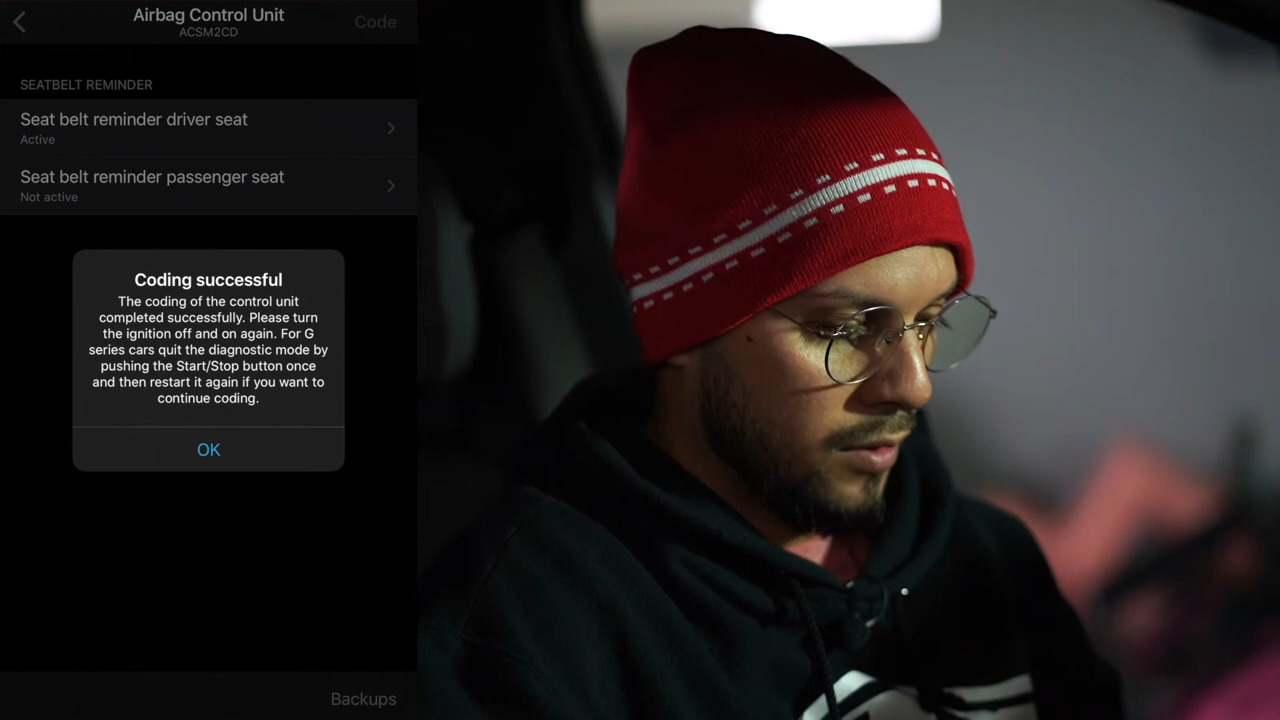 Airbag Control Unit
ACSM2CD
Code
SEATBELT REMINDER
Seat belt reminder driver seat
Active
Seat belt reminder passenger seat
Not active
Coding successful
The coding of the control unit
completed successfully. Please turn
the ignition off and on again. For G
series cars quit the diagnostic mode by
pushing the Start/Stop button once
and then restart it again if you want to
continue coding.
OK
Backups